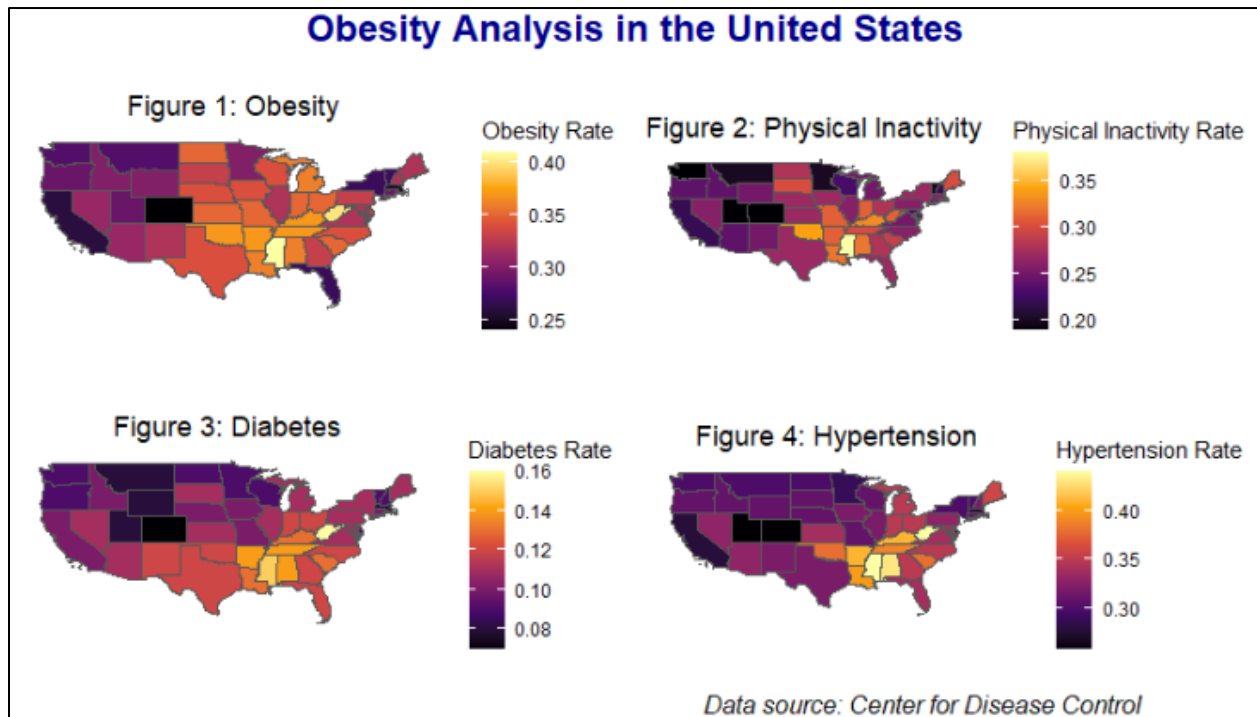 Obesity Analysis in the United States
Figure 1: Obesity
Obesity Rate
0.40
0.35
0.30
0.25
Figure 2: Physical Inactivity
Physical Inactivity Rate
0.35
0.30
0.25
0.20
Figure 3: Diabetes
Diabetes Rate
0.16
0.14
0.12
0.10
0.08
Figure 4: Hypertension
Hypertension Rate
0.40
0.35
0.30
Data source: Center for Disease Control